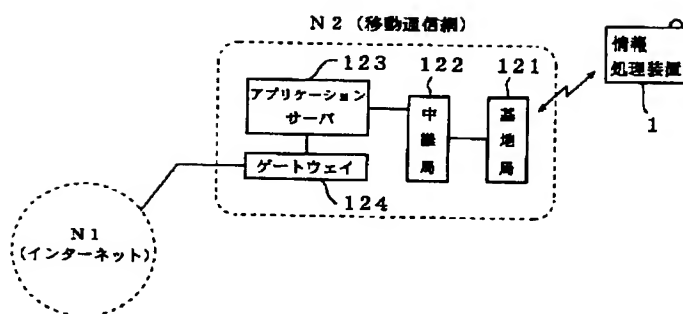 N2（移動通信網）
123
122
121
情報
処理装置
1
アプリケーション
サーバ
中継局
基地局
ゲートウェイ
124
N1
（インターネット）